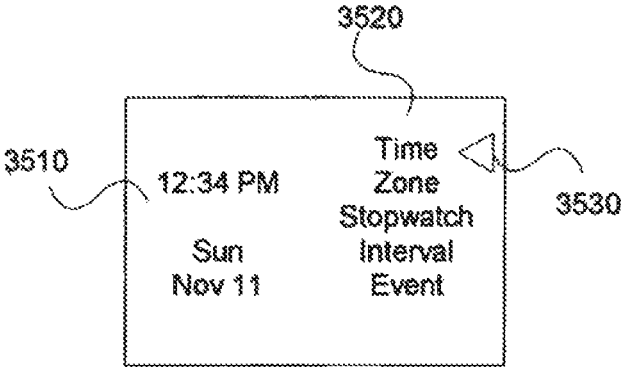 3520
3510
12:34 PM
Sun
Nov 11
Time
Zone
Stopwatch
Interval
Event
3530